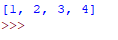 [1, 2, 3, 4]
>>>